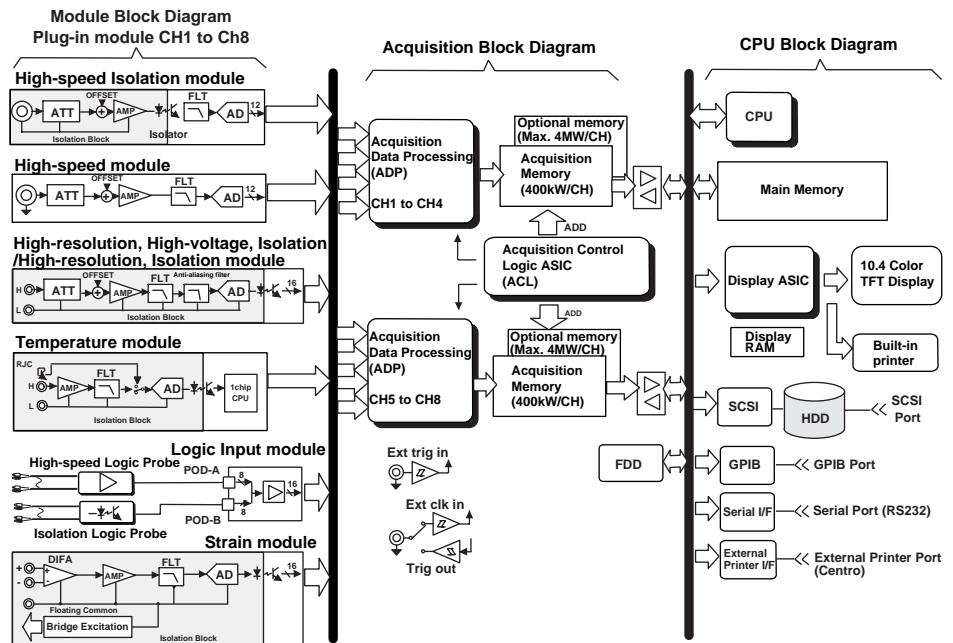 Module Block Diagram
Plug-in module CH1 to Ch8
High-speed Isolation module
OFFSET
ATT
+
AMP
FLT
AD
12
Isolation Block
Isolator
High-speed module
OFFSET
ATT
+
AMP
FLT
AD
12
High-resolution, High-voltage, Isolation
/High-resolution, Isolation module
OFFSET
FLT
Anti-aliasing filter
H
ATT
+
AMP
AD
16
L
Isolation Block
Temperature module
RJC
FLT
H
AMP
AD
1chip
CPU
L
Isolation Block
Logic Input module
High-speed Logic Probe
POD-A
8
16
8
POD-B
Isolation Logic Probe
Strain module
DIFA
FLT
16
+
+
AMP
AD
-
-
Floating Common
Bridge Excitation
Isolation Block
Acquisition Block Diagram
Acquisition
Data Processing
(ADP)
CH1 to CH4
Optional memory
(Max. 4MW/CH)
Acquisition
Memory
(400kW/CH)
ADD
Acquisition Control
Logic ASIC
(ACL)
ADD
Acquisition
Data Processing
(ADP)
CH5 to CH8
Optional memory
(Max. 4MW/CH)
Acquisition
Memory
(400kW/CH)
Ext trig in
Ext clk in
Trig out
FDD
CPU Block Diagram
CPU
Main Memory
Display ASIC
10.4 Color
TFT Display
Display
RAM
Built-in
printer
SCSI
HDD
SCSI
Port
GPIB
GPIB Port
Serial I/F
Serial Port (RS232)
External
Printer I/F
External Printer Port
(Centro)